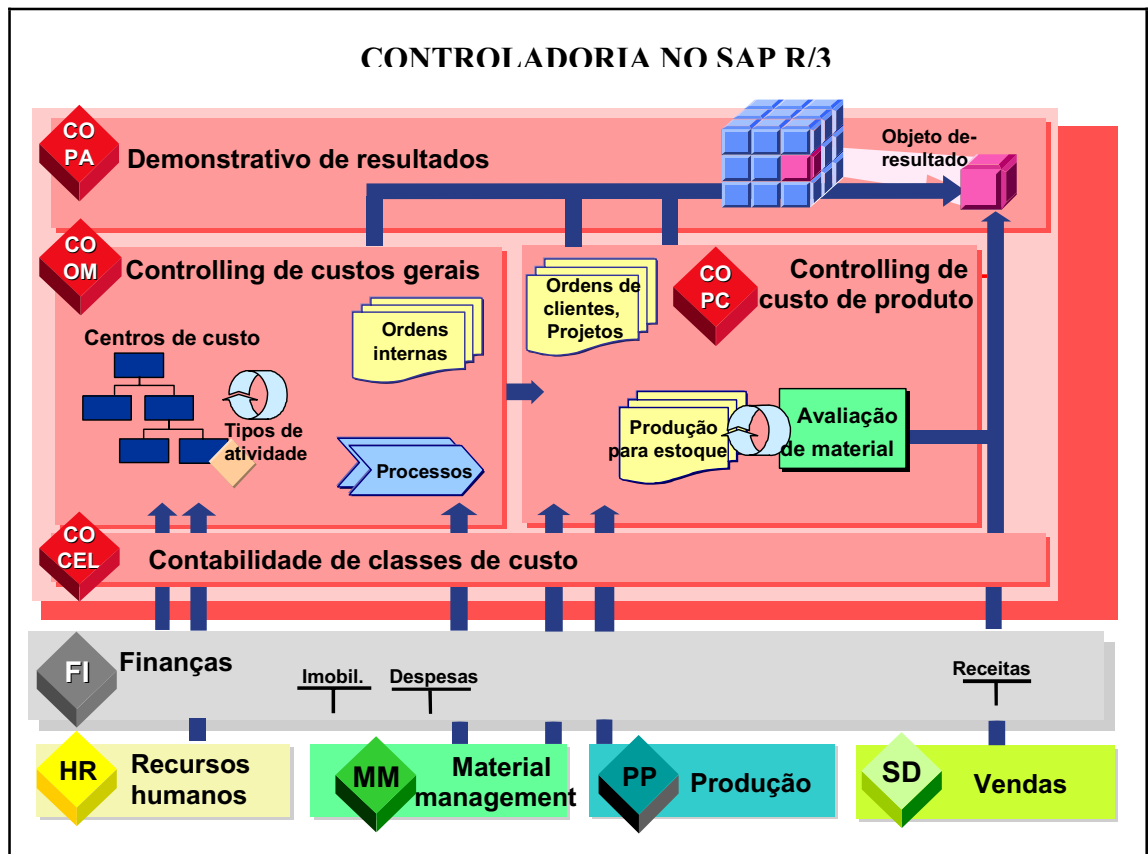 CONTROLADORIA NO SAP R/3
CO
PA
Demonstrativo de resultados
Objeto de-
resultado
CO
OM
Controlling de custos gerais
Ordens
internas
Centros de custo
Tipos de
atividade
Processos
Ordens de
clientes,
Projetos
CO
PC
Controlling de
custo de produto
Produção
para estoque
Avaliação
de material
CO
CEL
Contabilidade de classes de custo
FI
Finanças
Imobil.
Despesas
Receitas
HR
Recursos
humanos
MM
Material
management
PP
Produção
SD
Vendas